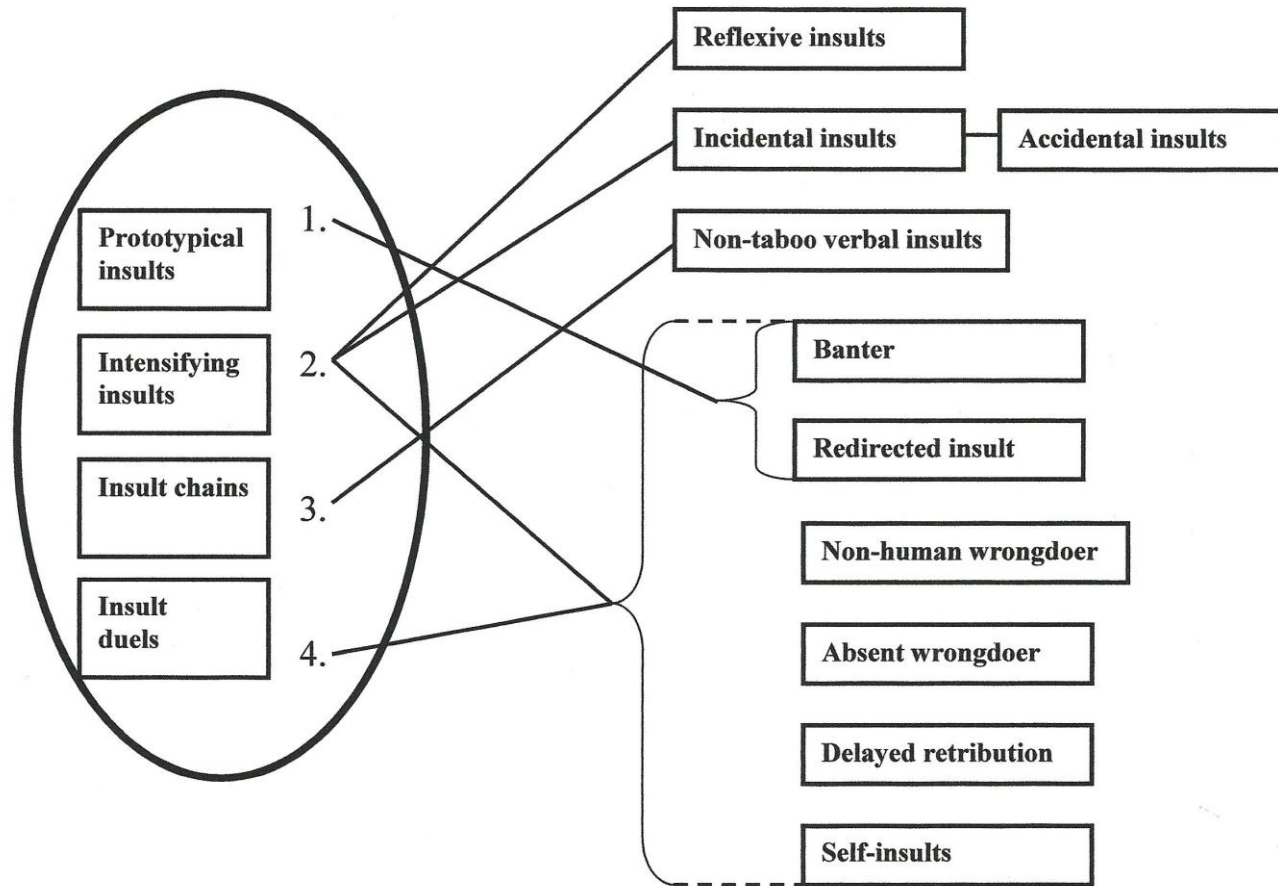 Reflexive insults
Incidental insults
Accidental insults
Non-taboo verbal insults
Prototypical
insults
1.
Intensifying
insults
2.
Insult chains
3.
Insult
duels
4.
Banter
Redirected insult
Non-human wrongdoer
Absent wrongdoer
Delayed retribution
Self-insults